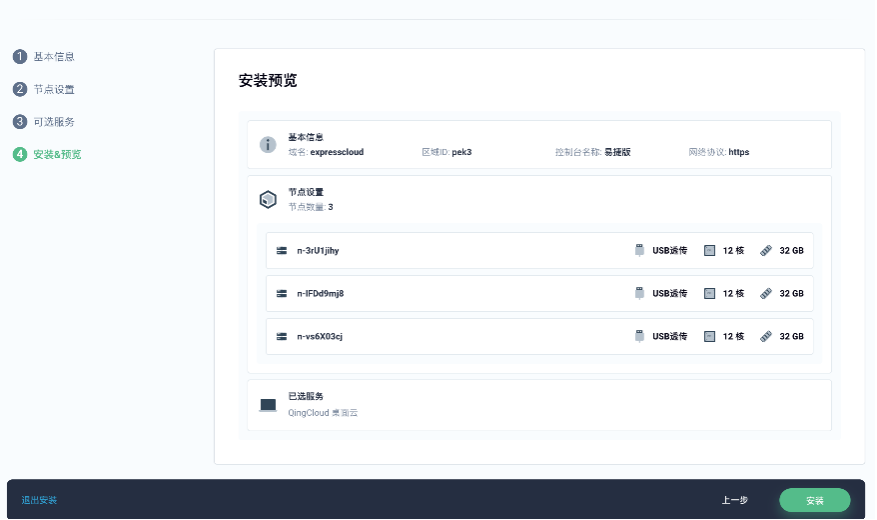 1 基本信息
2 节点设置
3 可选服务
4 安装&预览
安装预览
基本信息
域名: expresscloud 区域ID: pek3 控制台名称: 易捷版 网络协议: https
节点设置
节点数量: 3
n-3rU1jihy USB透传 12 核 32 GB
n-lFDd9mj8 USB透传 12 核 32 GB
n-vs6X03cj USB透传 12 核 32 GB
已选服务
QingCloud 桌面云
退出安装 上一步 安装